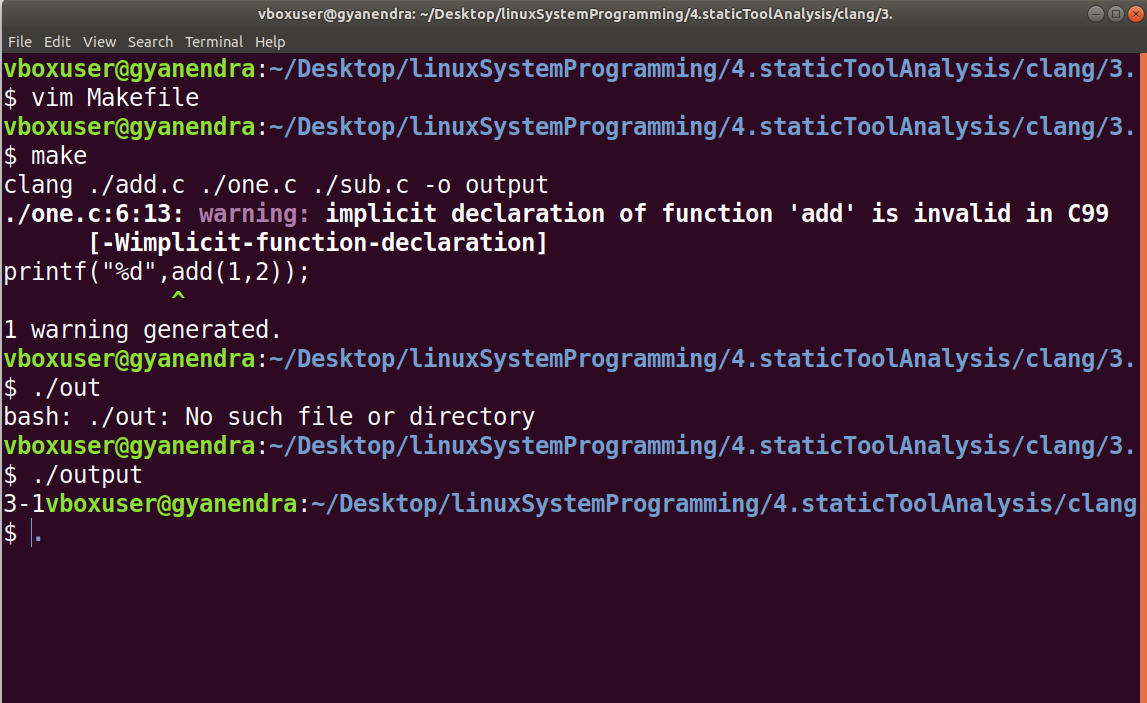 vboxuser@gyanendra: ~/Desktop/linuxSystemProgramming/4.staticToolAnalysis/clang/3.
File Edit View Search Terminal Help
vboxuser@gyanendra:~/Desktop/linuxSystemProgramming/4.staticToolAnalysis/clang/3.
$ vim Makefile
vboxuser@gyanendra:~/Desktop/linuxSystemProgramming/4.staticToolAnalysis/clang/3.
$ make
clang ./add.c ./one.c ./sub.c -o output
./one.c:6:13: warning: implicit declaration of function 'add' is invalid in C99
      [-Wimplicit-function-declaration]
printf("%d",add(1,2));
            ^
1 warning generated.
vboxuser@gyanendra:~/Desktop/linuxSystemProgramming/4.staticToolAnalysis/clang/3.
$ ./out
bash: ./out: No such file or directory
vboxuser@gyanendra:~/Desktop/linuxSystemProgramming/4.staticToolAnalysis/clang/3.
$ ./output
3-1vboxuser@gyanendra:~/Desktop/linuxSystemProgramming/4.staticToolAnalysis/clang
$ .